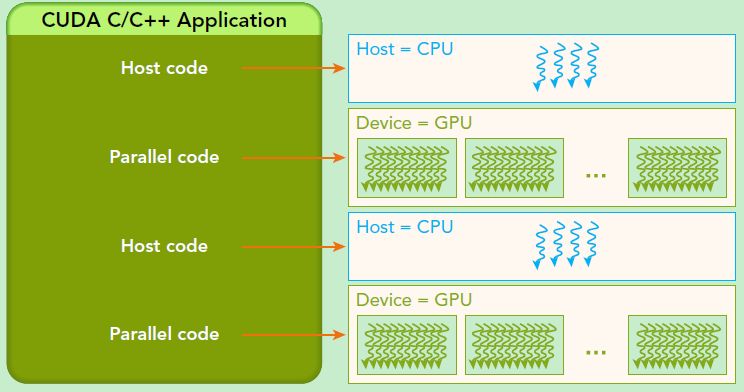 CUDA C/C++ Application
Host code
Host = CPU
Parallel code
Device = GPU
...
Host code
Host = CPU
Parallel code
Device = GPU
...